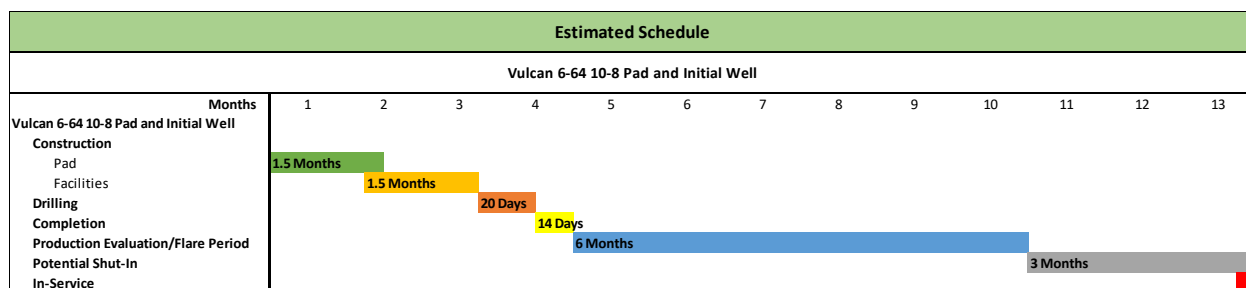 Estimated Schedule
Vulcan 6-64 10-8 Pad and Initial Well
Months 1 2 3 4 5 6 7 8 9 10 11 12 13
Vulcan 6-64 10-8 Pad and Initial Well
Construction
Pad 1.5 Months
Facilities 1.5 Months
Drilling 20 Days
Completion 14 Days
Production Evaluation/Flare Period 6 Months
Potential Shut-In 3 Months
In-Service